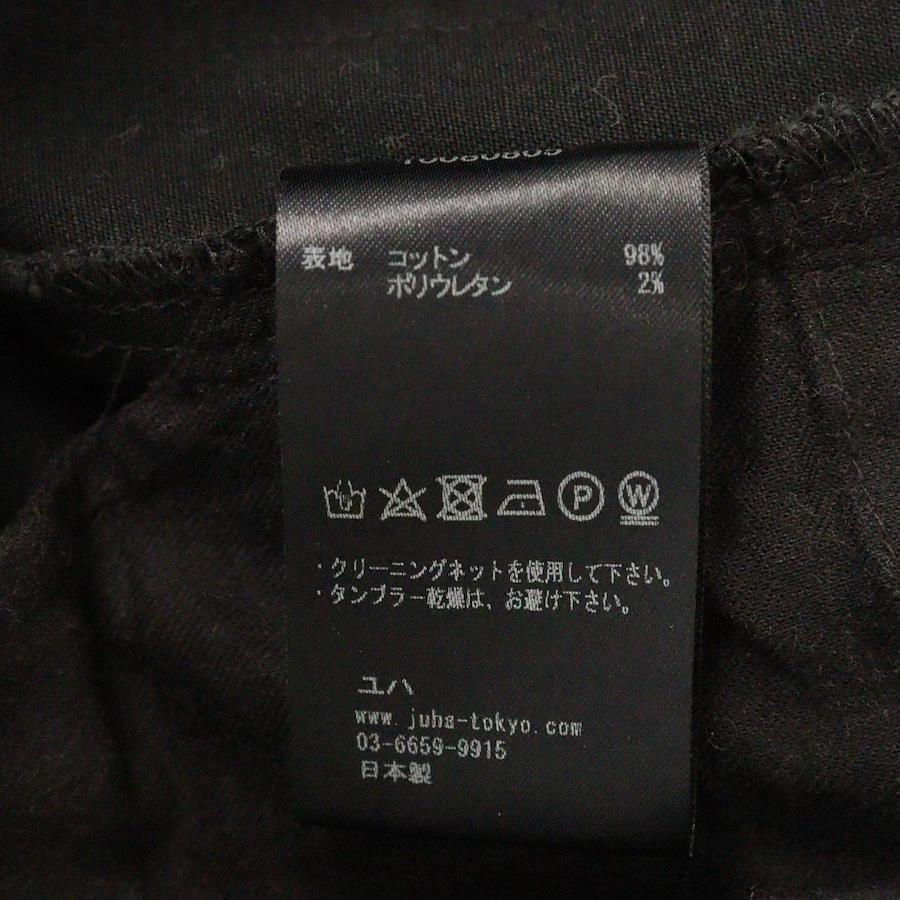 表地 コットン 98%
ポリウレタン 2%
P W
・クリーニングネットを使用して下さい。
・タンブラー乾燥は、お避け下さい。
ユハ
www.juha-tokyo.com
03-6659-9915
日本製